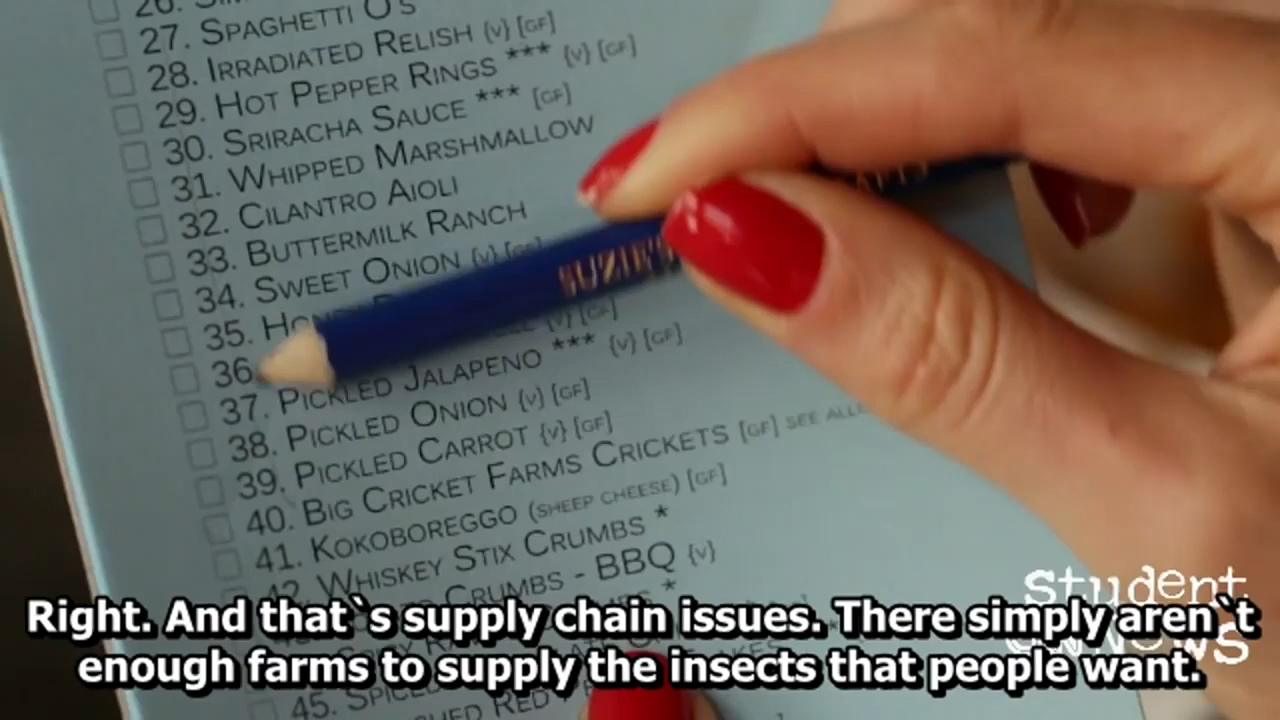 27. SPAGHETTI O'S
28. IRRADIATED RELISH {V} [GF]
29. HOT PEPPER RINGS *** {V} [GF]
30. SRIRACHA SAUCE *** [GF]
31. WHIPPED MARSHMALLOW
32. CILANTRO AIOLI
33. BUTTERMILK RANCH
34. SWEET ONION {V} [GF]
35.
36. {V} [GF]
37. PICKLED JALAPENO *** {V} [GF]
38. PICKLED ONION {V} [GF]
39. PICKLED CARROT {V} [GF]
40. BIG CRICKET FARMS CRICKETS [GF] SEE
41. KOKOBOREGGO (SHEEP CHEESE) [GF]
42. WHISKEY STIX CRUMBS *
CRUMBS - BBQ {V}
45.
RED
SUZIE'S
Student
News
Right. And that`s supply chain issues. There simply aren`t
enough farms to supply the insects that people want.